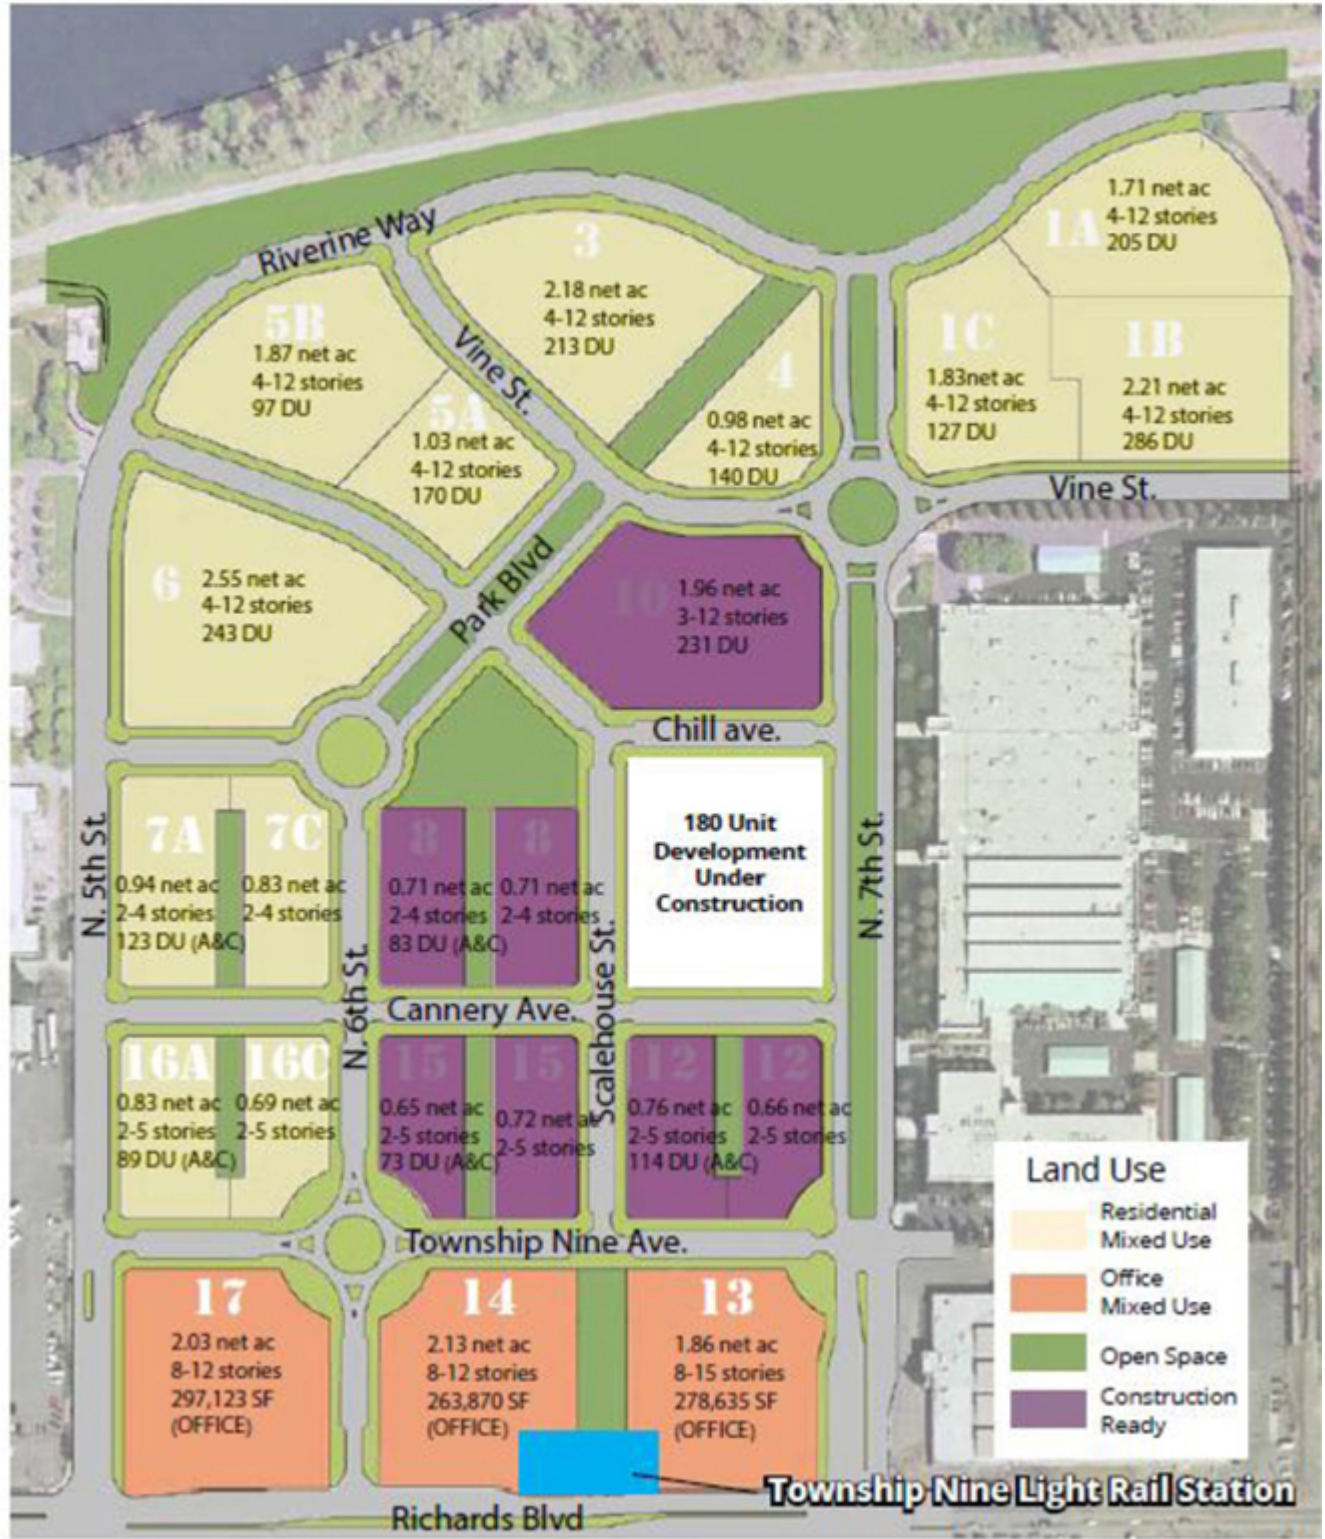 Riverine Way
3
2.18 net ac
4-12 stories
213 DU
1A
1.71 net ac
4-12 stories
205 DU
5B
1.87 net ac
4-12 stories
97 DU
Vine St.
5A
1.03 net ac
4-12 stories
170 DU
4
0.98 net ac
4-12 stories
140 DU
1C
1.83net ac
4-12 stories
127 DU
1B
2.21 net ac
4-12 stories
286 DU
Vine St.
6
2.55 net ac
4-12 stories
243 DU
Park Blvd
10
1.96 net ac
3-12 stories
231 DU
Chill ave.
N. 5th St.
7A
0.94 net ac
2-4 stories
123 DU (A&C)
7C
0.83 net ac
2-4 stories
N. 6th St.
8
0.71 net ac
2-4 stories
83 DU (A&C)
8
0.71 net ac
2-4 stories
Scalehouse St.
180 Unit
Development
Under
Construction
N. 7th St.
Cannery Ave.
16A
0.83 net ac
2-5 stories
89 DU (A&C)
16C
0.69 net ac
2-5 stories
15
0.65 net ac
2-5 stories
73 DU (A&C)
15
0.72 net ac
2-5 stories
12
0.76 net ac
2-5 stories
114 DU (A&C)
12
0.66 net ac
2-5 stories
Township Nine Ave.
17
2.03 net ac
8-12 stories
297,123 SF
(OFFICE)
14
2.13 net ac
8-12 stories
263,870 SF
(OFFICE)
13
1.86 net ac
8-15 stories
278,635 SF
(OFFICE)
Land Use
Residential
Mixed Use
Office
Mixed Use
Open Space
Construction
Ready
Township Nine Light Rail Station
Richards Blvd